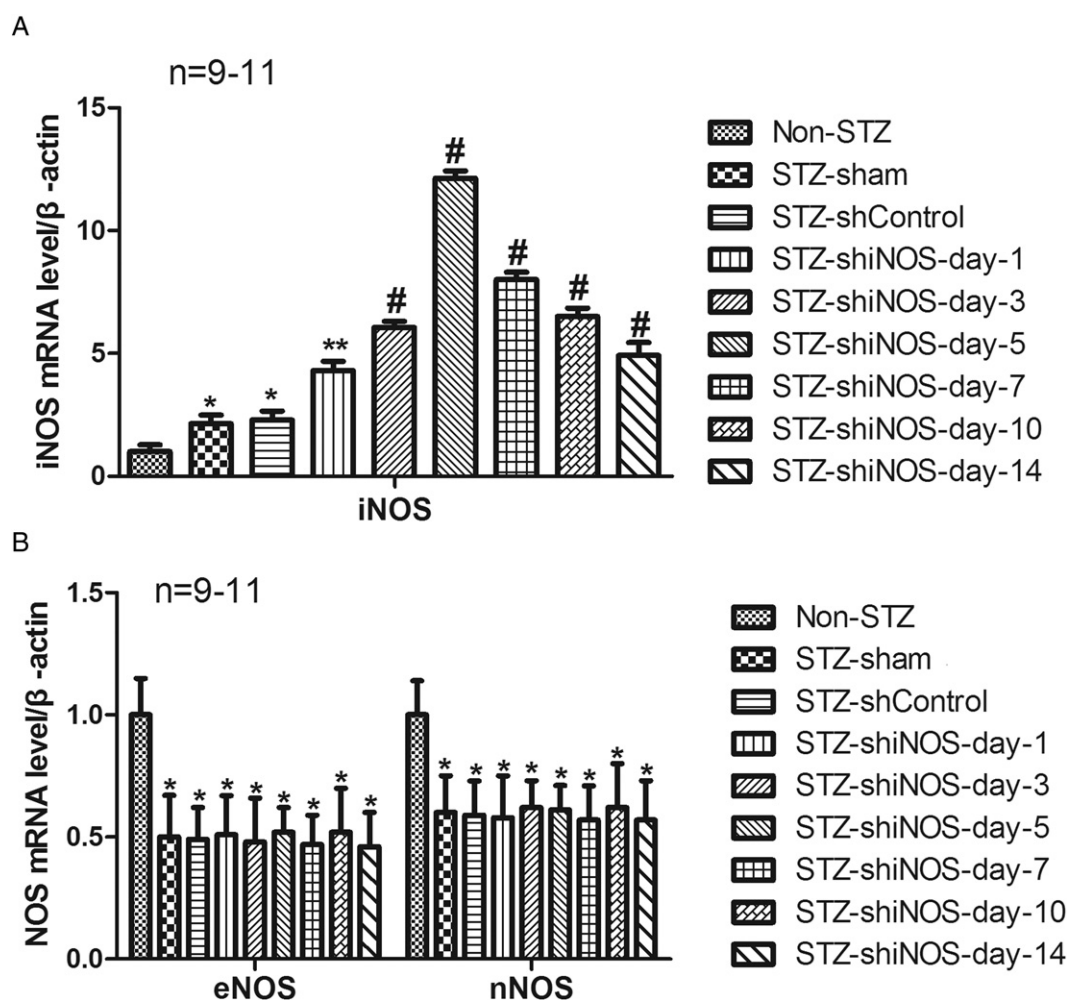 A
n=9-11
iNOS mRNA level/β -actin
15
10
5
0
*
*
**
#
#
#
#
#
iNOS
Non-STZ
STZ-sham
STZ-shControl
STZ-shiNOS-day-1
STZ-shiNOS-day-3
STZ-shiNOS-day-5
STZ-shiNOS-day-7
STZ-shiNOS-day-10
STZ-shiNOS-day-14
B
n=9-11
NOS mRNA level/β -actin
1.5
1.0
0.5
0.0
* * * * * * * *
* * * * * * * *
eNOS nNOS
Non-STZ
STZ-sham
STZ-shControl
STZ-shiNOS-day-1
STZ-shiNOS-day-3
STZ-shiNOS-day-5
STZ-shiNOS-day-7
STZ-shiNOS-day-10
STZ-shiNOS-day-14